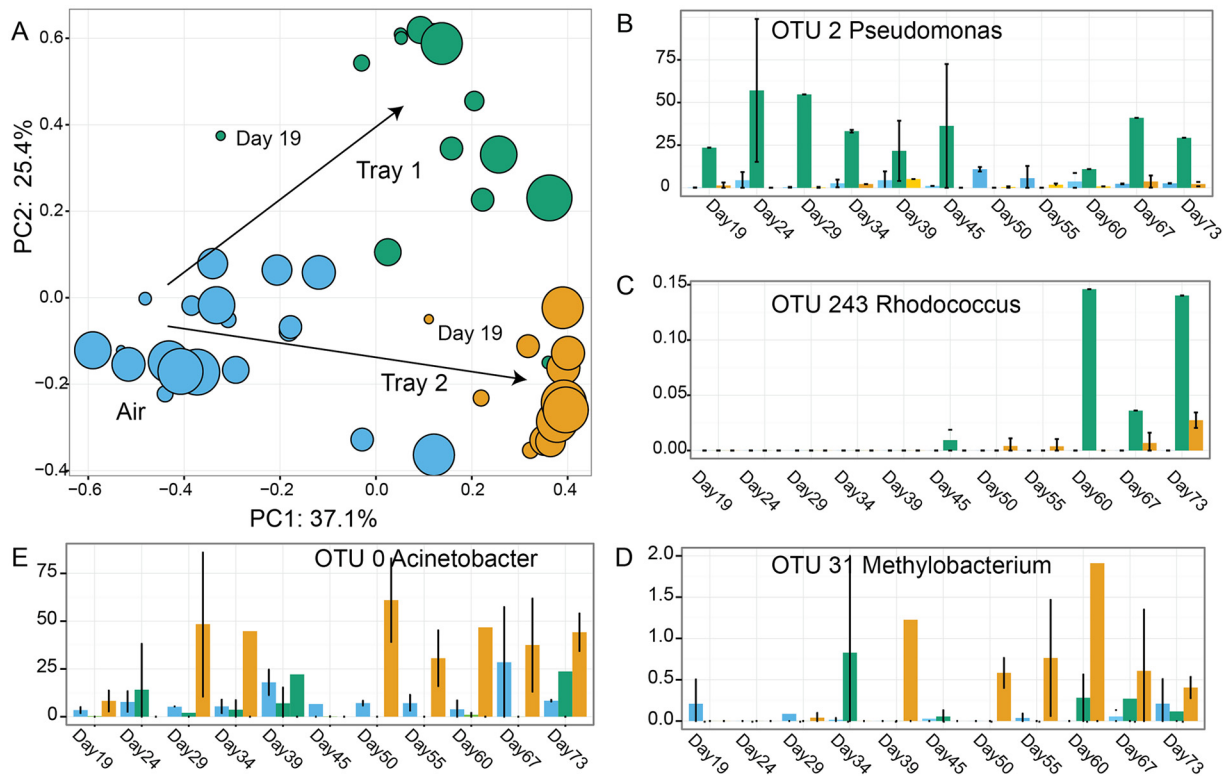 A
0.6
0.4
0.2
0.0
−0.2
−0.4
PC2: 25.4%
Day 19
Tray 1
Day 19
Tray 2
Air
−0.6
−0.4
−0.2
0.0
0.2
0.4
PC1: 37.1%
B
OTU 2 Pseudomonas
75
50
25
0
Day19
Day24
Day29
Day34
Day39
Day45
Day50
Day55
Day60
Day67
Day73
C
OTU 243 Rhodococcus
0.15
0.10
0.05
0.00
Day19
Day24
Day29
Day34
Day39
Day45
Day50
Day55
Day60
Day67
Day73
E
OTU 0 Acinetobacter
75
50
25
0
Day19
Day24
Day29
Day34
Day39
Day45
Day50
Day55
Day60
Day67
Day73
D
OTU 31 Methylobacterium
2.0
1.5
1.0
0.5
0.0
Day19
Day24
Day29
Day34
Day39
Day45
Day50
Day55
Day60
Day67
Day73